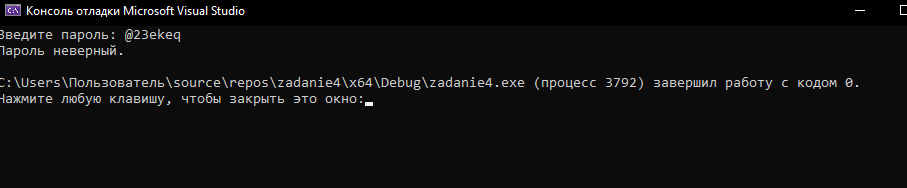 Консоль отладки Microsoft Visual Studio
Введите пароль: @23ekeq
Пароль неверный.
C:\Users\Пользователь\source\repos\zadanie4\x64\Debug\zadanie4.exe (процесс 3792) завершил работу с кодом 0.
Нажмите любую клавишу, чтобы закрыть это окно: